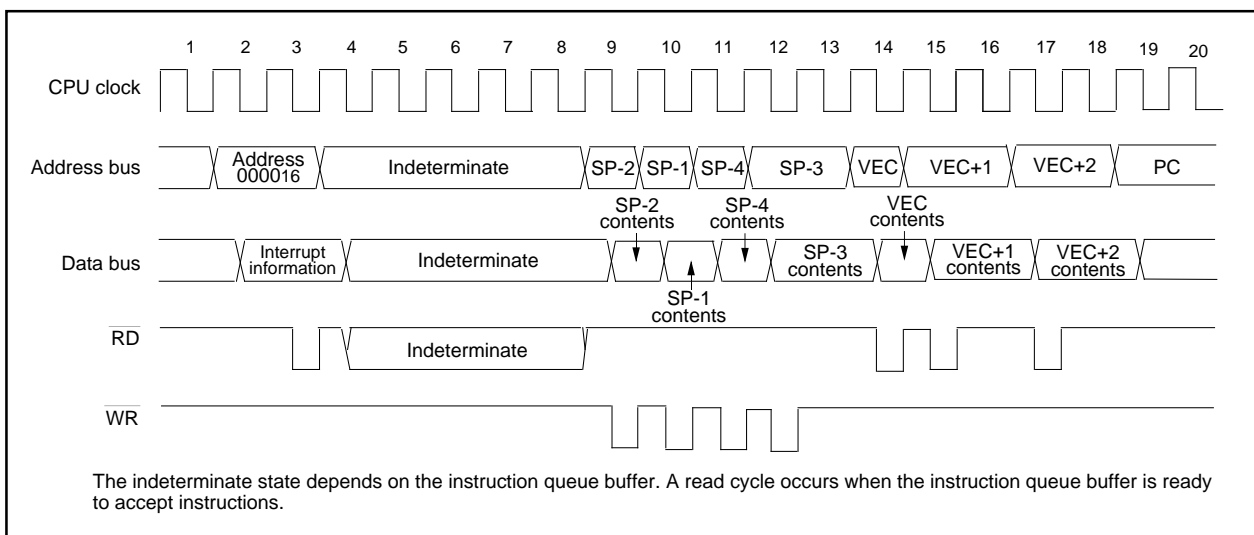 1 2 3 4 5 6 7 8 9 10 11 12 13 14 15 16 17 18 19 20
CPU clock
Address bus
Address
000016
Indeterminate
SP-2
SP-1
SP-4
SP-3
VEC
VEC+1
VEC+2
PC
SP-2
contents
SP-4
contents
VEC
contents
Data bus
Interrupt
information
Indeterminate
SP-3
contents
VEC+1
contents
VEC+2
contents
SP-1
contents
RD
Indeterminate
WR
The indeterminate state depends on the instruction queue buffer. A read cycle occurs when the instruction queue buffer is ready
to accept instructions.